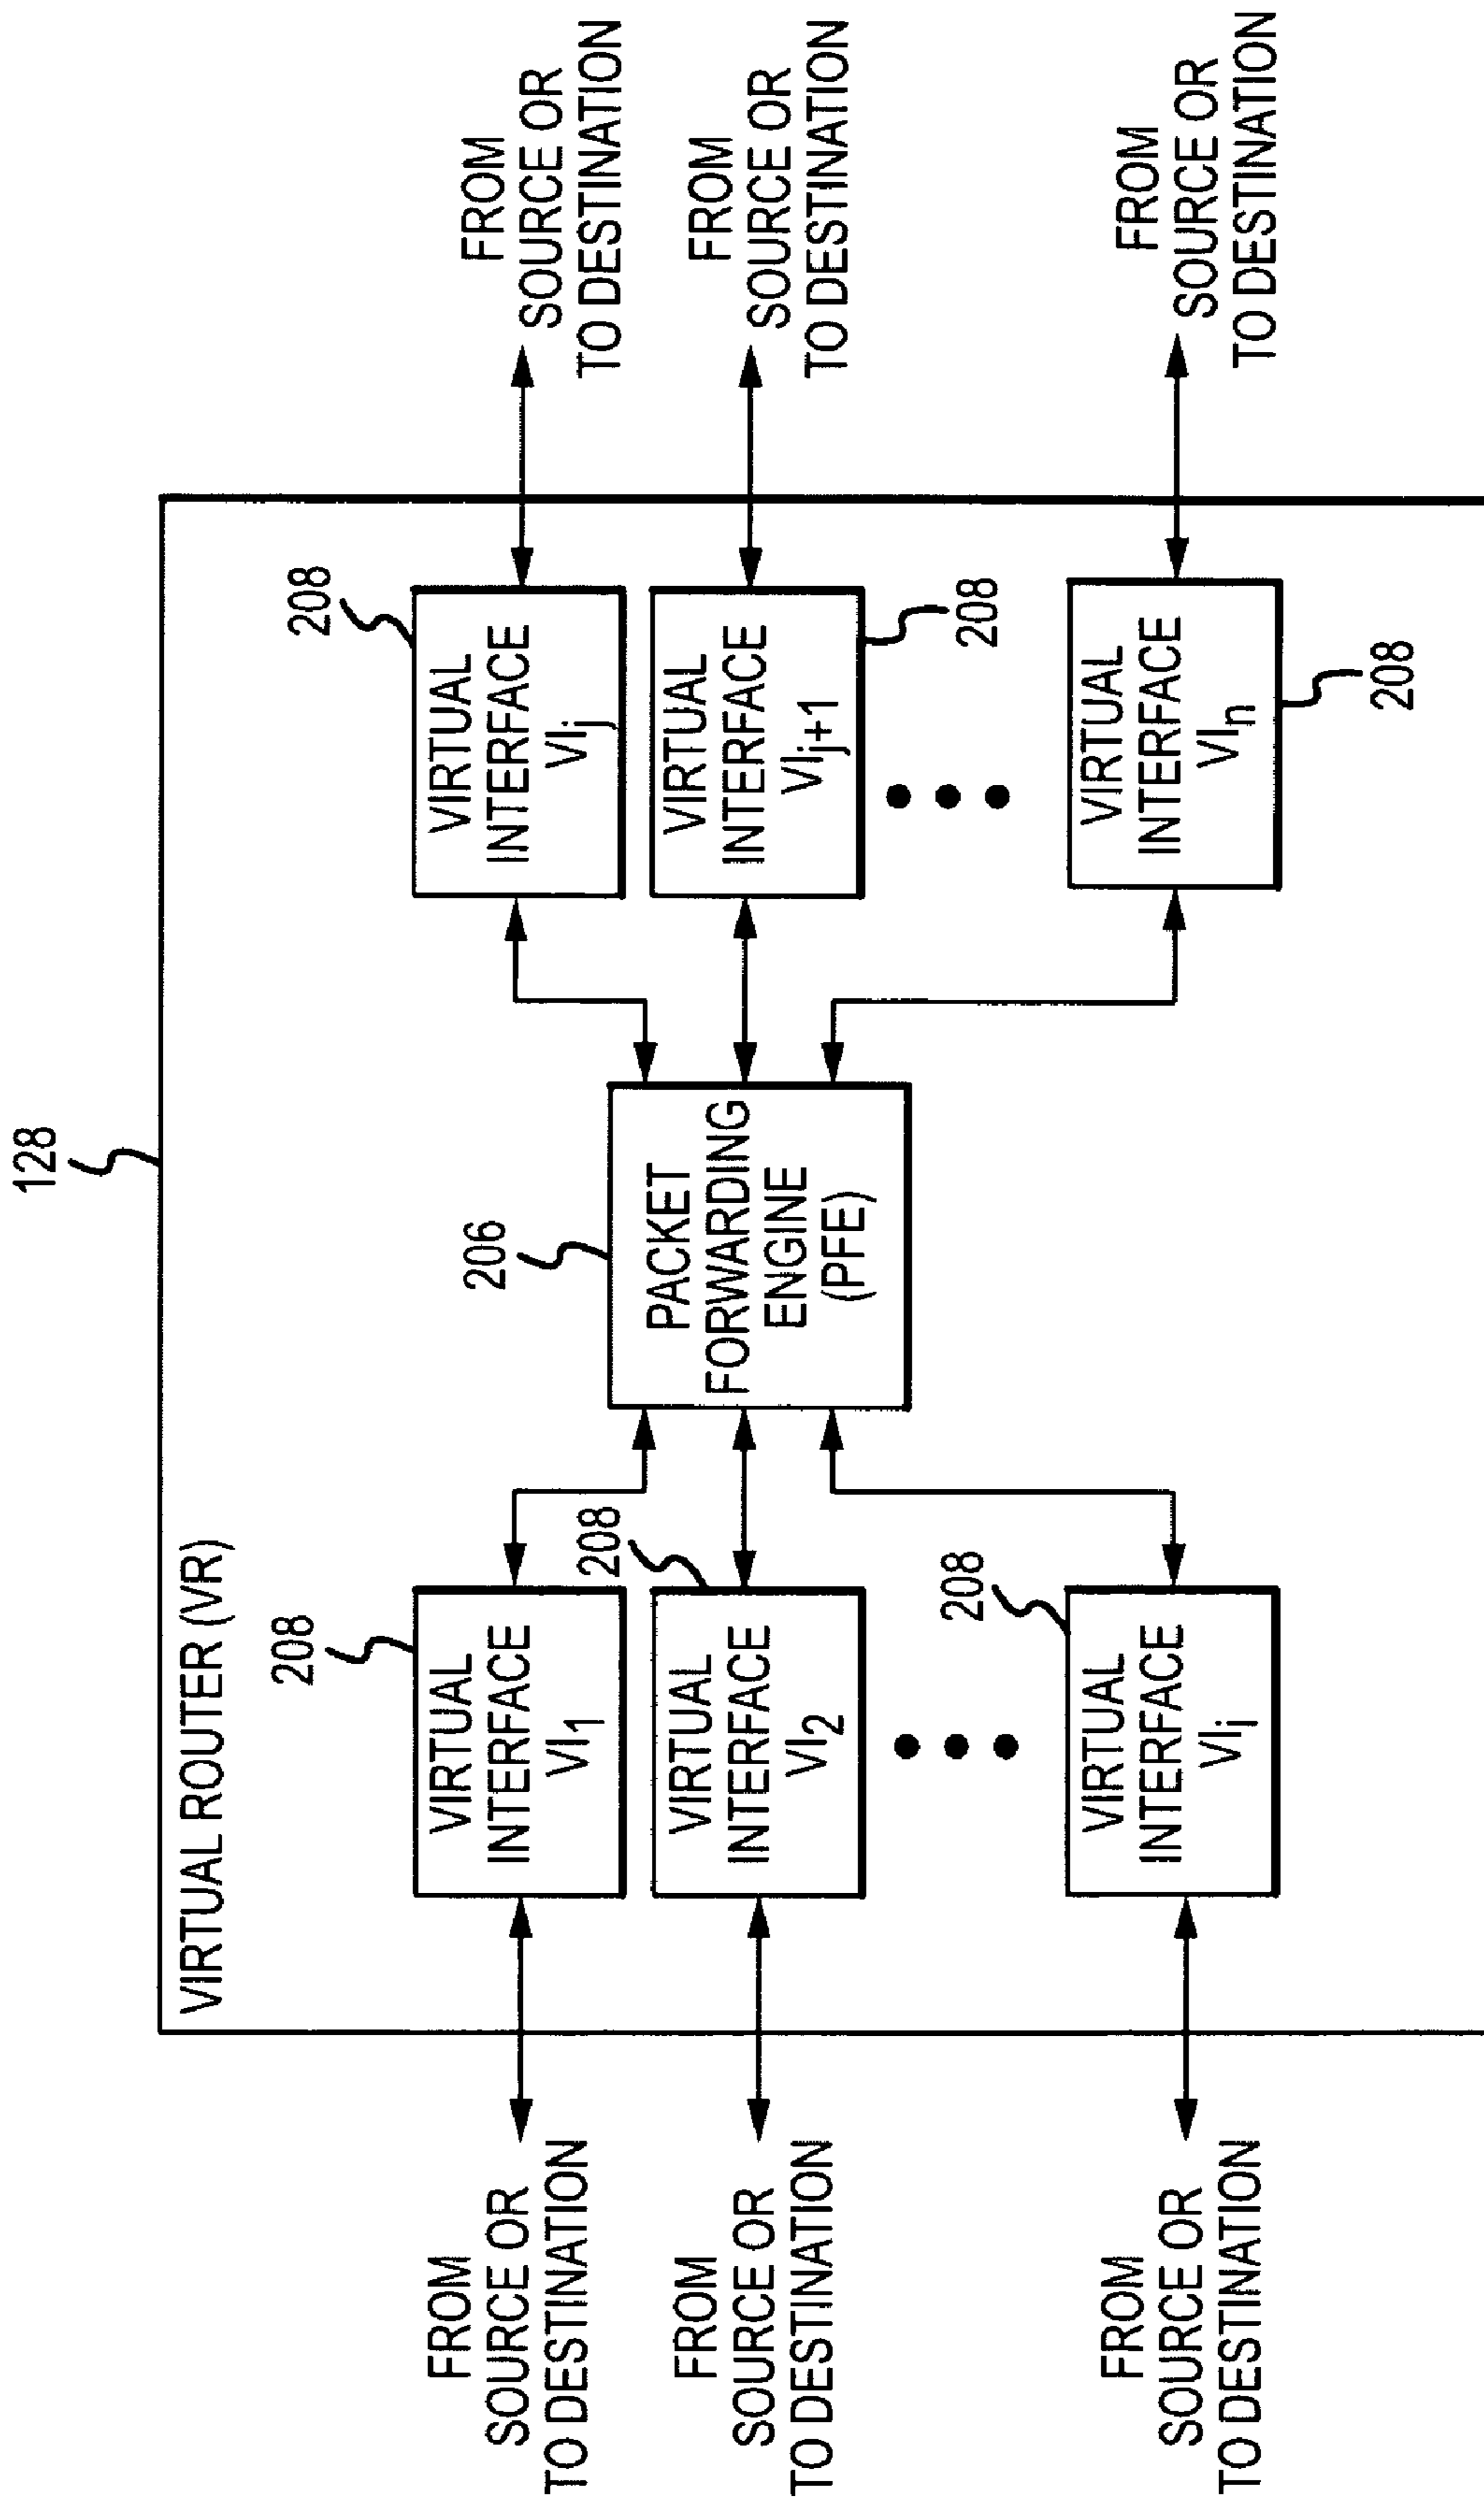 128
VIRTUAL ROUTER (VR)
FROM
SOURCE OR
TO DESTINATION
208
VIRTUAL
INTERFACE
VI1
206
PACKET
FORWARDING
ENGINE
(PFE)
208
VIRTUAL
INTERFACE
VIj
FROM
SOURCE OR
TO DESTINATION
FROM
SOURCE OR
TO DESTINATION
208
VIRTUAL
INTERFACE
VI2
208
VIRTUAL
INTERFACE
VIj+1
FROM
SOURCE OR
TO DESTINATION
FROM
SOURCE OR
TO DESTINATION
208
VIRTUAL
INTERFACE
VIi
208
VIRTUAL
INTERFACE
VIn
FROM
SOURCE OR
TO DESTINATION